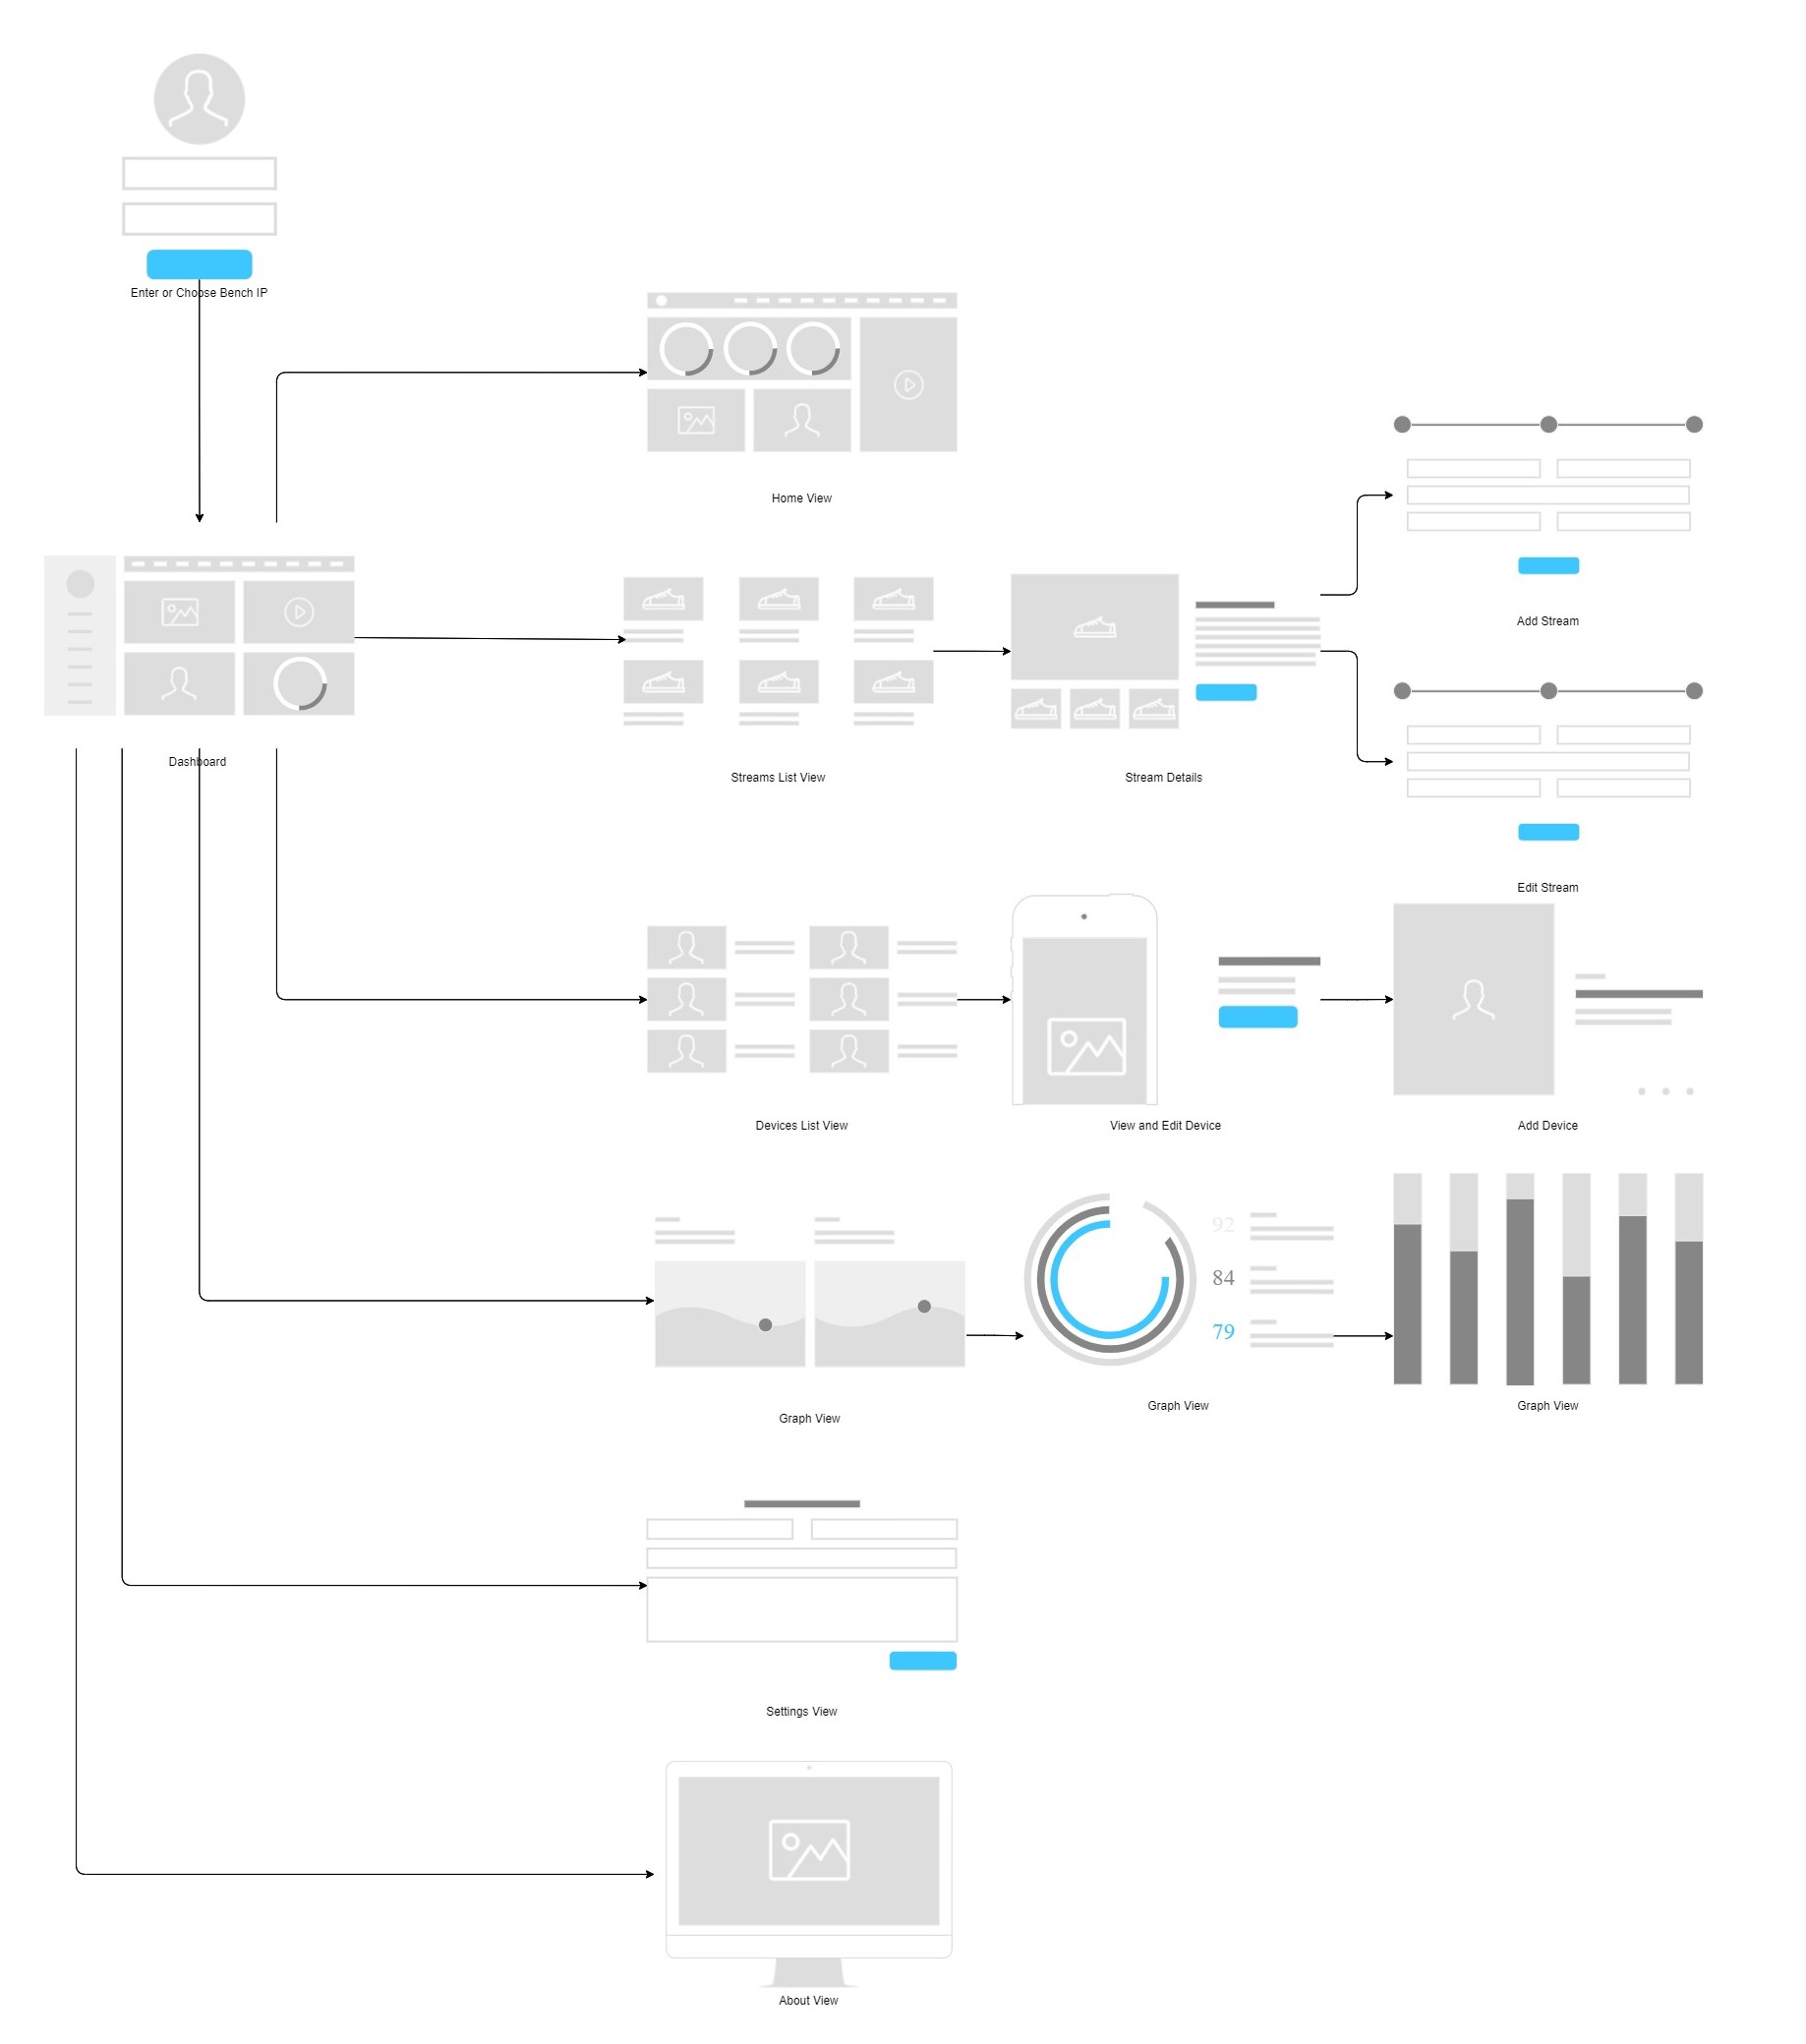 Enter or Choose Bench IP
Home View
Add Stream
Dashboard
Streams List View
Stream Details
Edit Stream
Devices List View
View and Edit Device
Add Device
92
84
79
Graph View
Graph View
Graph View
Settings View
About View